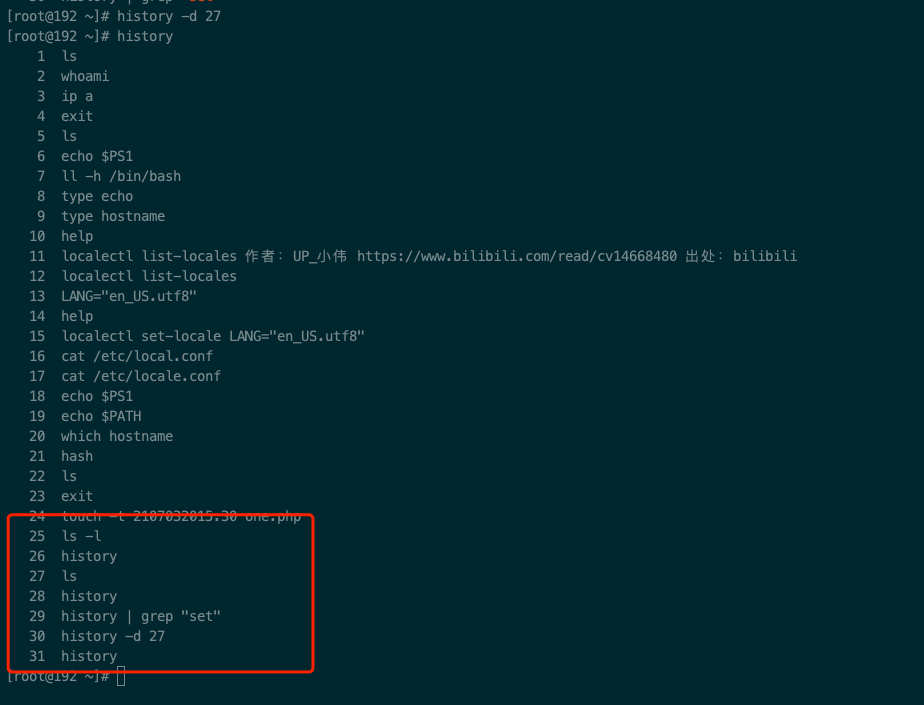 [root@192 ~]# history -d 27
[root@192 ~]# history
1 ls
2 whoami
3 ip a
4 exit
5 ls
6 echo $PS1
7 ll -h /bin/bash
8 type echo
9 type hostname
10 help
11 localectl list-locales 作者：UP_小伟 https://www.bilibili.com/read/cv14668480 出处：bilibili
12 localectl list-locales
13 LANG="en_US.utf8"
14 help
15 localectl set-locale LANG="en_US.utf8"
16 cat /etc/local.conf
17 cat /etc/locale.conf
18 echo $PS1
19 echo $PATH
20 which hostname
21 hash
22 ls
23 exit
24 touch -t 2107032015.30 one.php
25 ls -l
26 history
27 ls
28 history
29 history | grep "set"
30 history -d 27
31 history
[root@192 ~]#